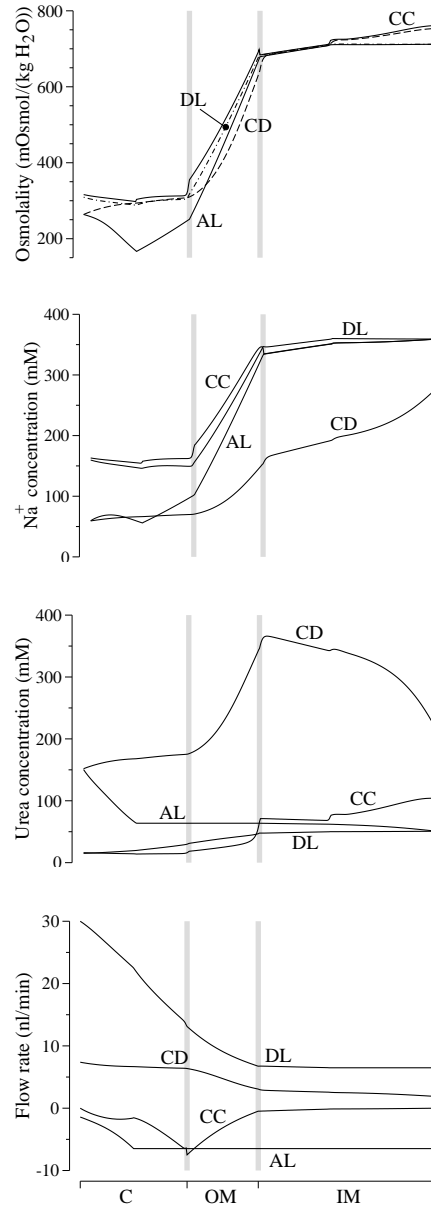 Osmolality (mOsmol/(kg H2O))
800
600
400
300
200
CC
DL
CD
AL
Na+ concentration (mM)
400
300
200
100
0
DL
CC
AL
CD
Urea concentration (mM)
400
300
200
100
50
0
CD
CC
AL
DL
Flow rate (nl/min)
30
20
10
0
-10
CD
DL
CC
AL
C
OM
IM